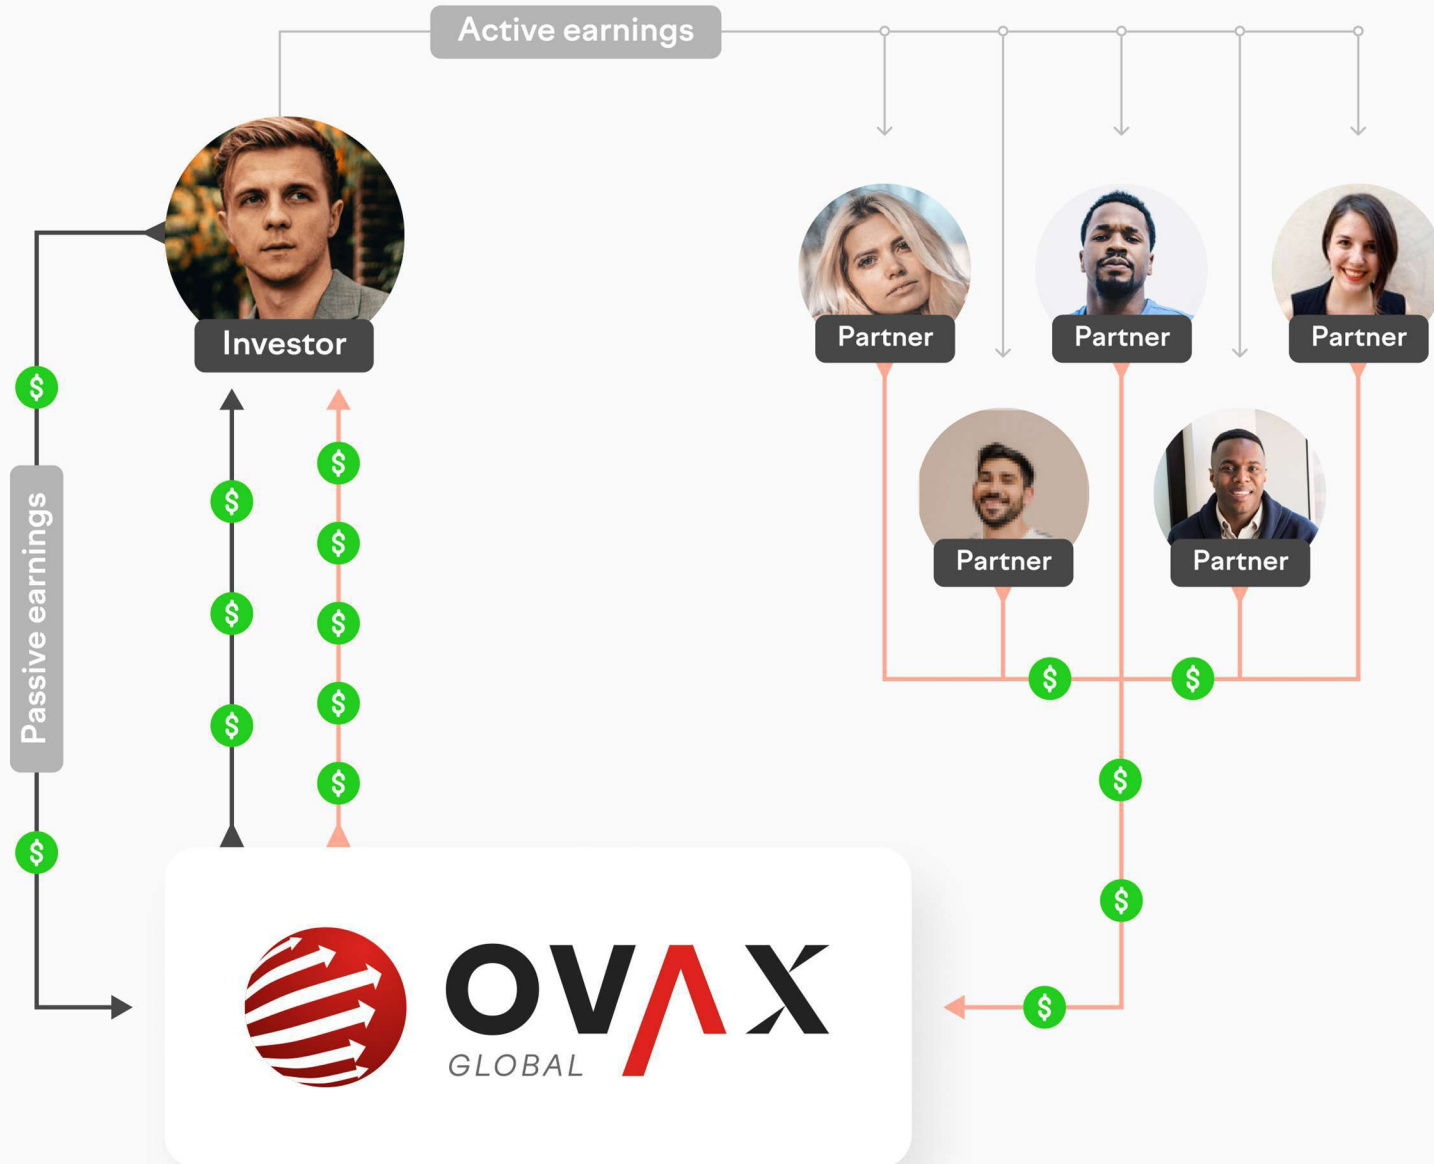 Active earnings
Investor
Partner
Partner
Partner
Partner
Partner
Passive earnings
OVAX
GLOBAL